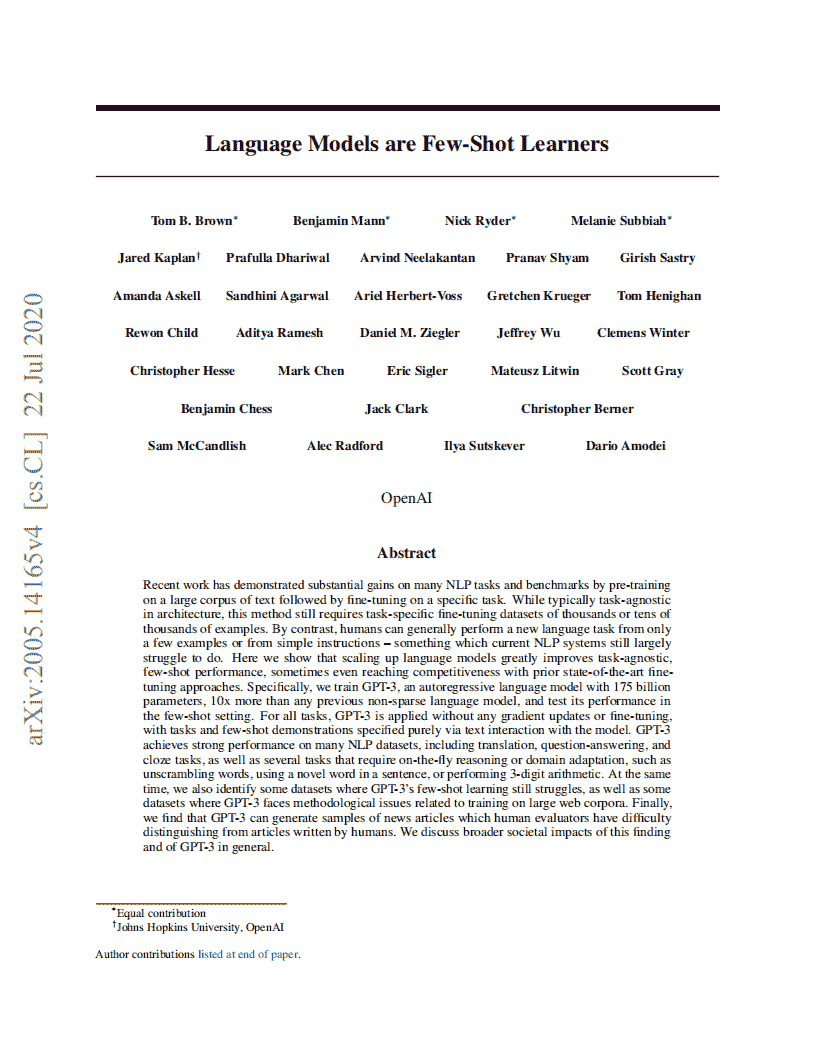 Language Models are Few-Shot Learners
Tom B. Brown* Benjamin Mann* Nick Ryder* Melanie Subbiah*
Jared Kaplan† Prafulla Dhariwal Arvind Neelakantan Pranav Shyam Girish Sastry
Amanda Askell Sandhini Agarwal Ariel Herbert-Voss Gretchen Krueger Tom Henighan
Rewon Child Aditya Ramesh Daniel M. Ziegler Jeffrey Wu Clemens Winter
Christopher Hesse Mark Chen Eric Sigler Mateusz Litwin Scott Gray
Benjamin Chess Jack Clark Christopher Berner
Sam McCandlish Alec Radford Ilya Sutskever Dario Amodei
OpenAI
Abstract
Recent work has demonstrated substantial gains on many NLP tasks and benchmarks by pre-training
on a large corpus of text followed by fine-tuning on a specific task. While typically task-agnostic
in architecture, this method still requires task-specific fine-tuning datasets of thousands or tens of
thousands of examples. By contrast, humans can generally perform a new language task from only
a few examples or from simple instructions – something which current NLP systems still largely
struggle to do. Here we show that scaling up language models greatly improves task-agnostic,
few-shot performance, sometimes even reaching competitiveness with prior state-of-the-art fine-
tuning approaches. Specifically, we train GPT-3, an autoregressive language model with 175 billion
parameters, 10x more than any previous non-sparse language model, and test its performance in
the few-shot setting. For all tasks, GPT-3 is applied without any gradient updates or fine-tuning,
with tasks and few-shot demonstrations specified purely via text interaction with the model. GPT-3
achieves strong performance on many NLP datasets, including translation, question-answering, and
cloze tasks, as well as several tasks that require on-the-fly reasoning or domain adaptation, such as
unscrambling words, using a novel word in a sentence, or performing 3-digit arithmetic. At the same
time, we also identify some datasets where GPT-3's few-shot learning still struggles, as well as some
datasets where GPT-3 faces methodological issues related to training on large web corpora. Finally,
we find that GPT-3 can generate samples of news articles which human evaluators have difficulty
distinguishing from articles written by humans. We discuss broader societal impacts of this finding
and of GPT-3 in general.
*Equal contribution
†Johns Hopkins University, OpenAI
Author contributions listed at end of paper.
arXiv:2005.14165v4 [cs.CL] 22 Jul 2020